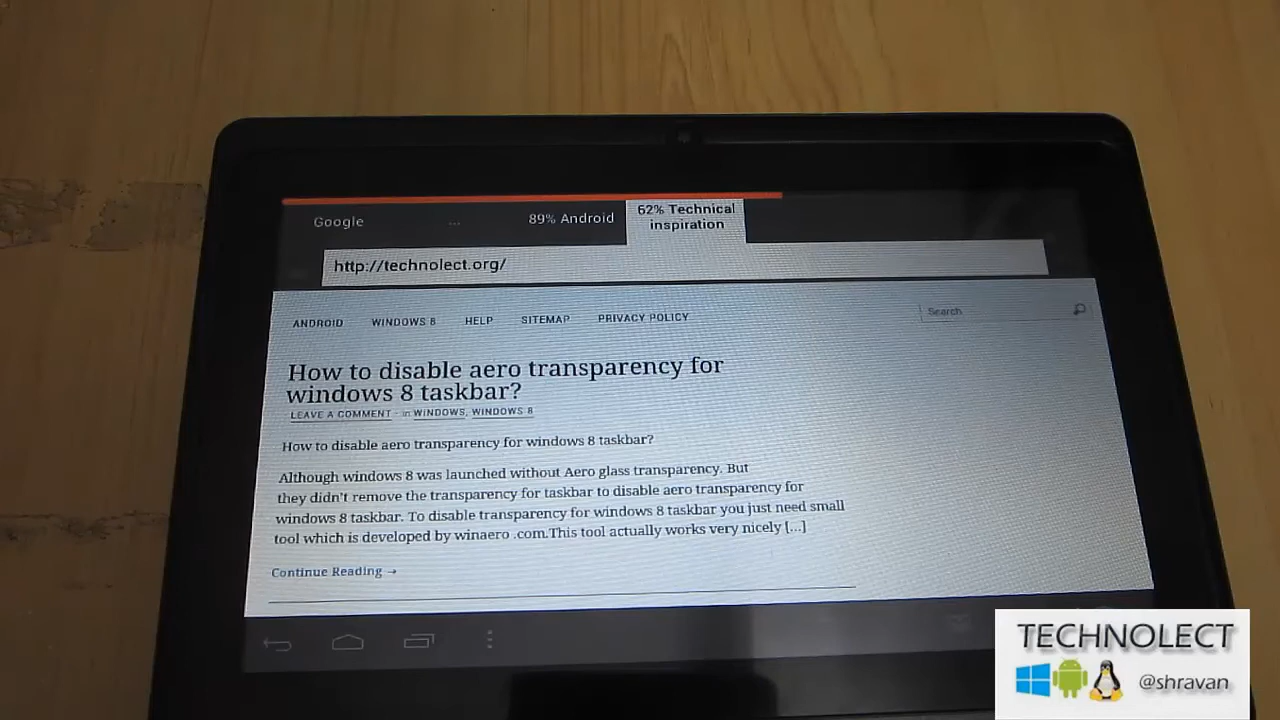 Google
...
89% Android
62% Technical
inspiration
http://technolect.org/
ANDROID WINDOWS 8 HELP SITEMAP PRIVACY POLICY
Search
How to disable aero transparency for
windows 8 taskbar?
LEAVE A COMMENT · in WINDOWS, WINDOWS 8
How to disable aero transparency for windows 8 taskbar?
Although windows 8 was launched without Aero glass transparency. But
they didn't remove the transparency for taskbar to disable aero transparency for
windows 8 taskbar. To disable transparency for windows 8 taskbar you just need small
tool which is developed by winaero .com.This tool actually works very nicely [...]
Continue Reading →
TECHNOLECT
@shravan